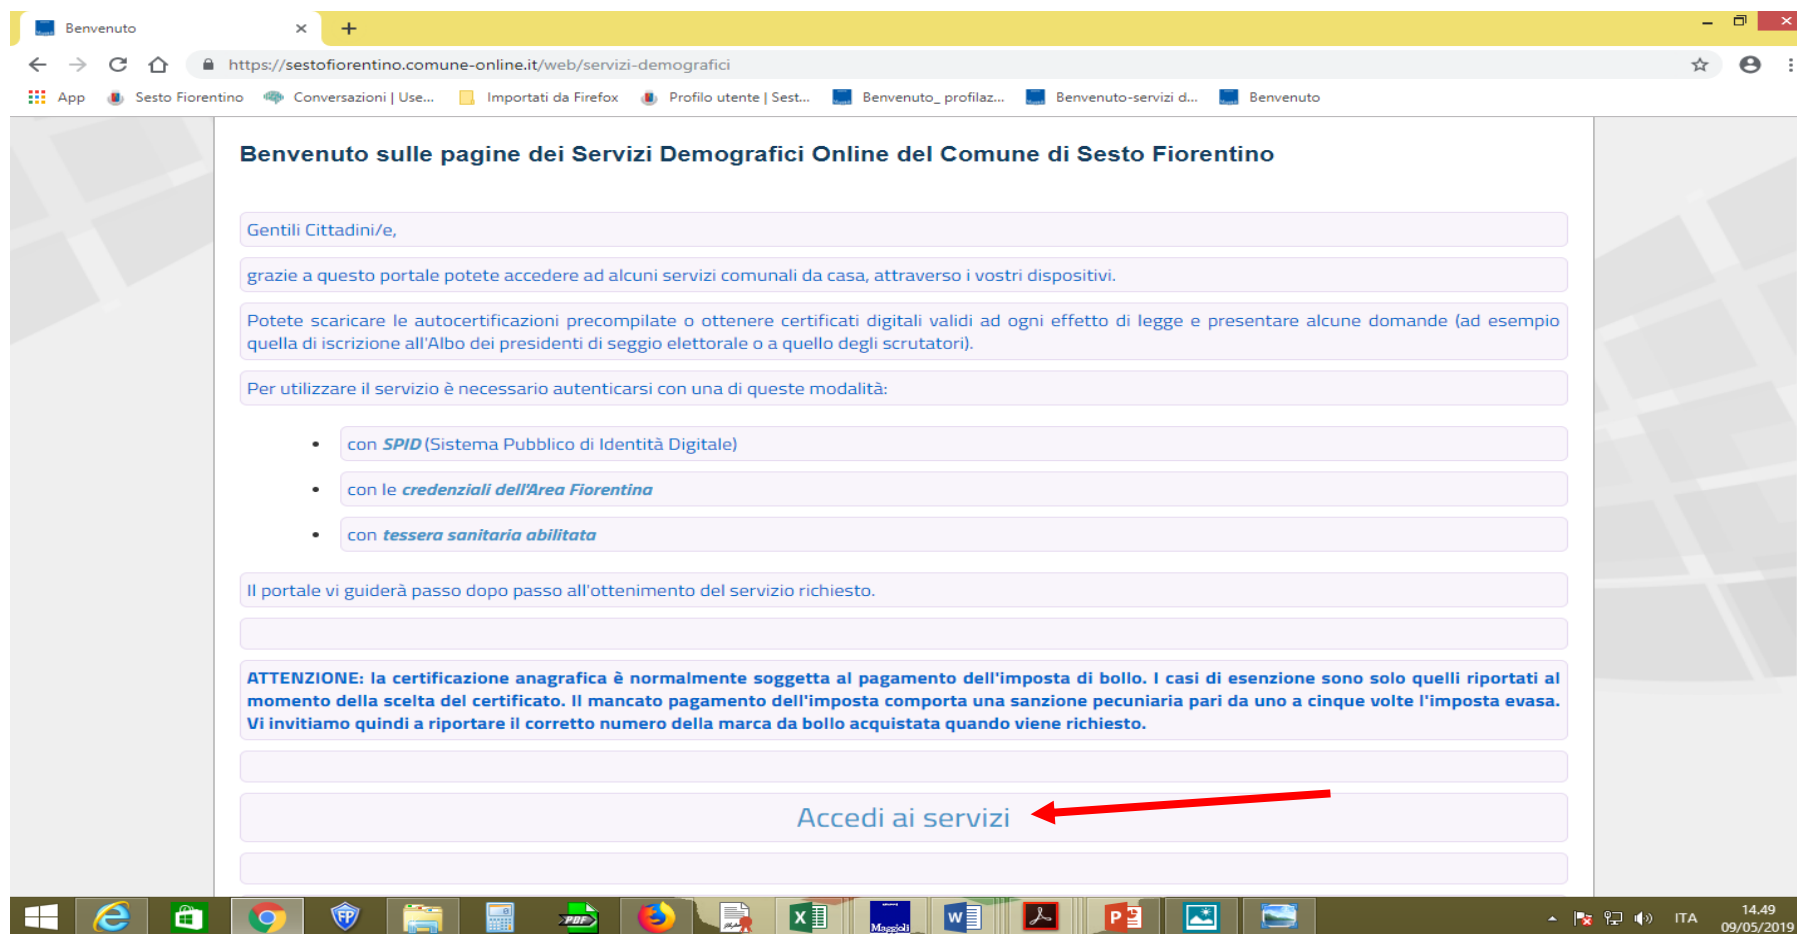 Benvenuto
https://sestofiorentino.comune-online.it/web/servizi-demografici
App Sesto Fiorentino Conversazioni | Use... Importati da Firefox Profilo utente | Sest... Benvenuto_ profilaz... Benvenuto-servizi d... Benvenuto
Benvenuto sulle pagine dei Servizi Demografici Online del Comune di Sesto Fiorentino
Gentili Cittadini/e,
grazie a questo portale potete accedere ad alcuni servizi comunali da casa, attraverso i vostri dispositivi.
Potete scaricare le autocertificazioni precompilate o ottenere certificati digitali validi ad ogni effetto di legge e presentare alcune domande (ad esempio
quella di iscrizione all'Albo dei presidenti di seggio elettorale o a quello degli scrutatori).
Per utilizzare il servizio è necessario autenticarsi con una di queste modalità:
• con SPID (Sistema Pubblico di Identità Digitale)
• con le credenziali dell'Area Fiorentina
• con tessera sanitaria abilitata
Il portale vi guiderà passo dopo passo all'ottenimento del servizio richiesto.
ATTENZIONE: la certificazione anagrafica è normalmente soggetta al pagamento dell'imposta di bollo. I casi di esenzione sono solo quelli riportati al
momento della scelta del certificato. Il mancato pagamento dell'imposta comporta una sanzione pecuniaria pari da uno a cinque volte l'imposta evasa.
Vi invitiamo quindi a riportare il corretto numero della marca da bollo acquistata quando viene richiesto.
Accedi ai servizi
FP
PDF
Maggioli
ITA
14.49
09/05/2019